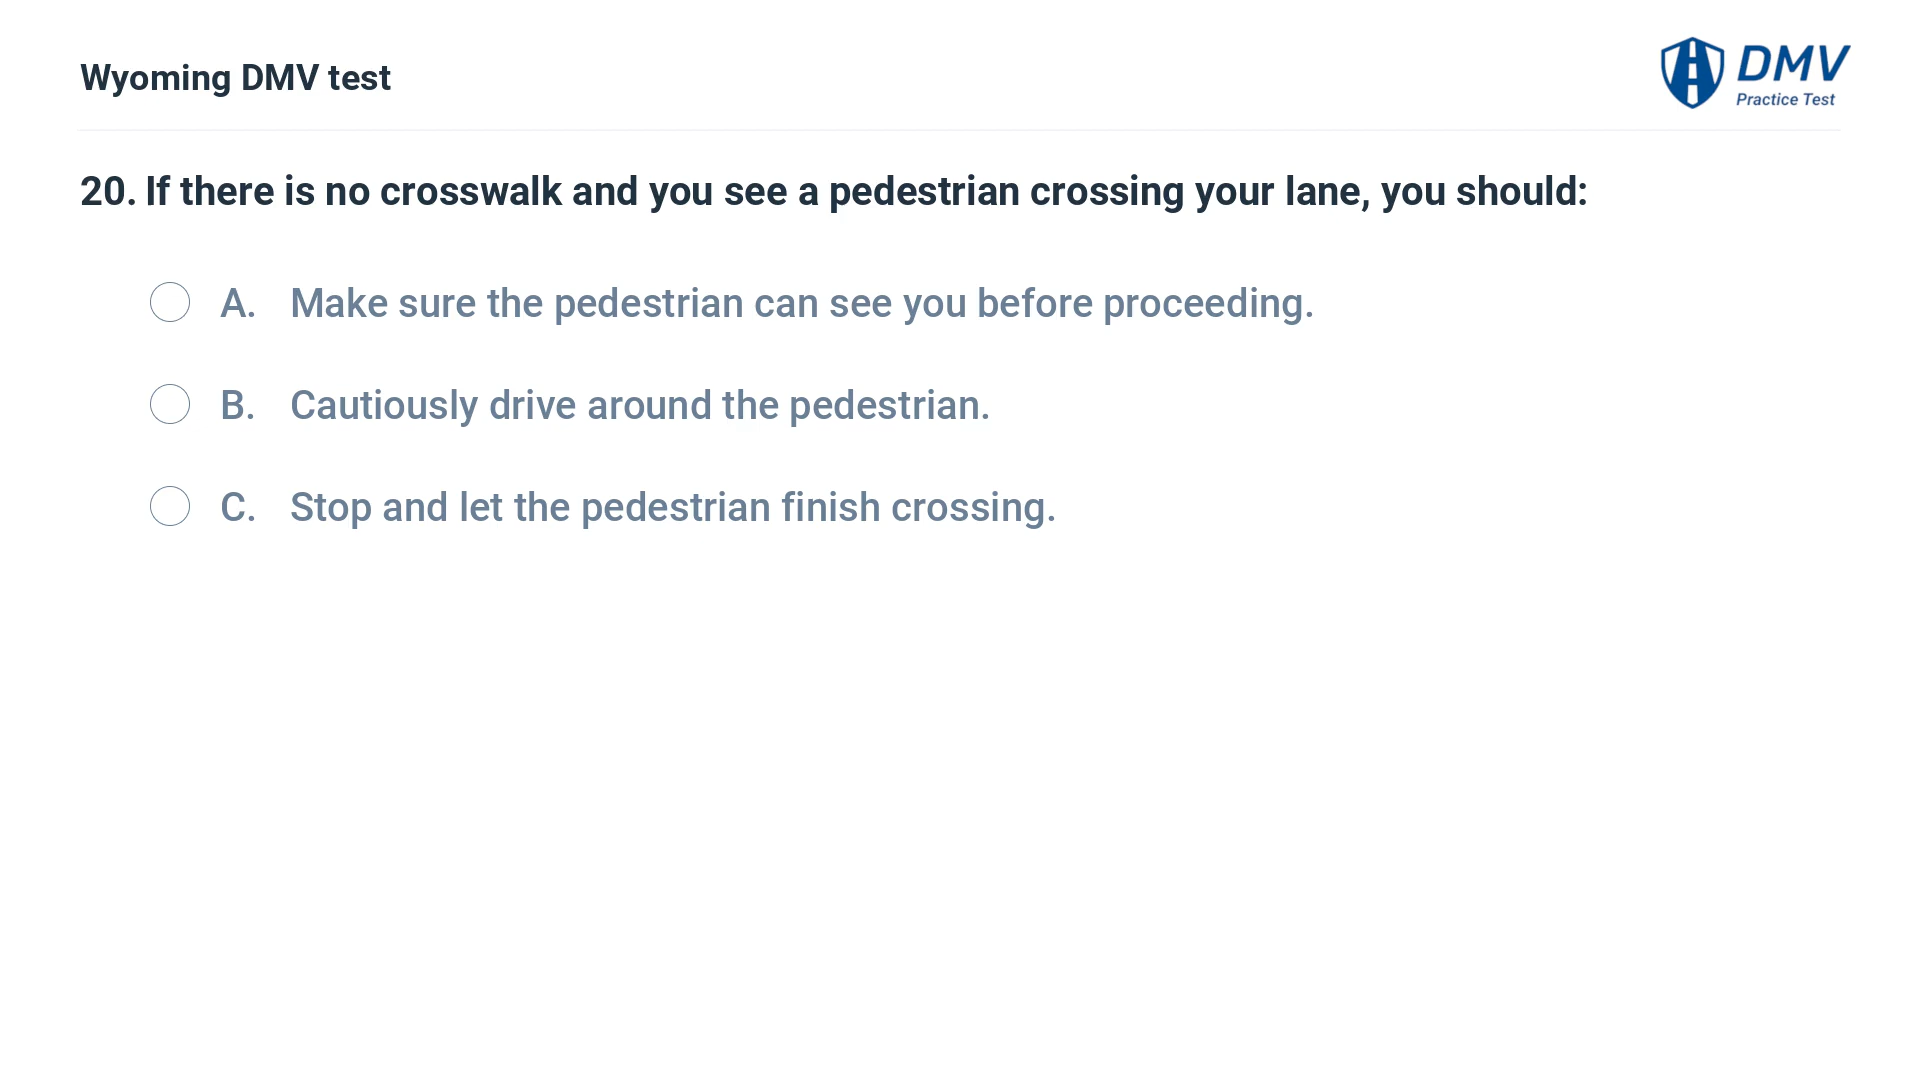 Wyoming DMV test
DMV
Practice Test
20. If there is no crosswalk and you see a pedestrian crossing your lane, you should:
A. Make sure the pedestrian can see you before proceeding.
B. Cautiously drive around the pedestrian.
C. Stop and let the pedestrian finish crossing.